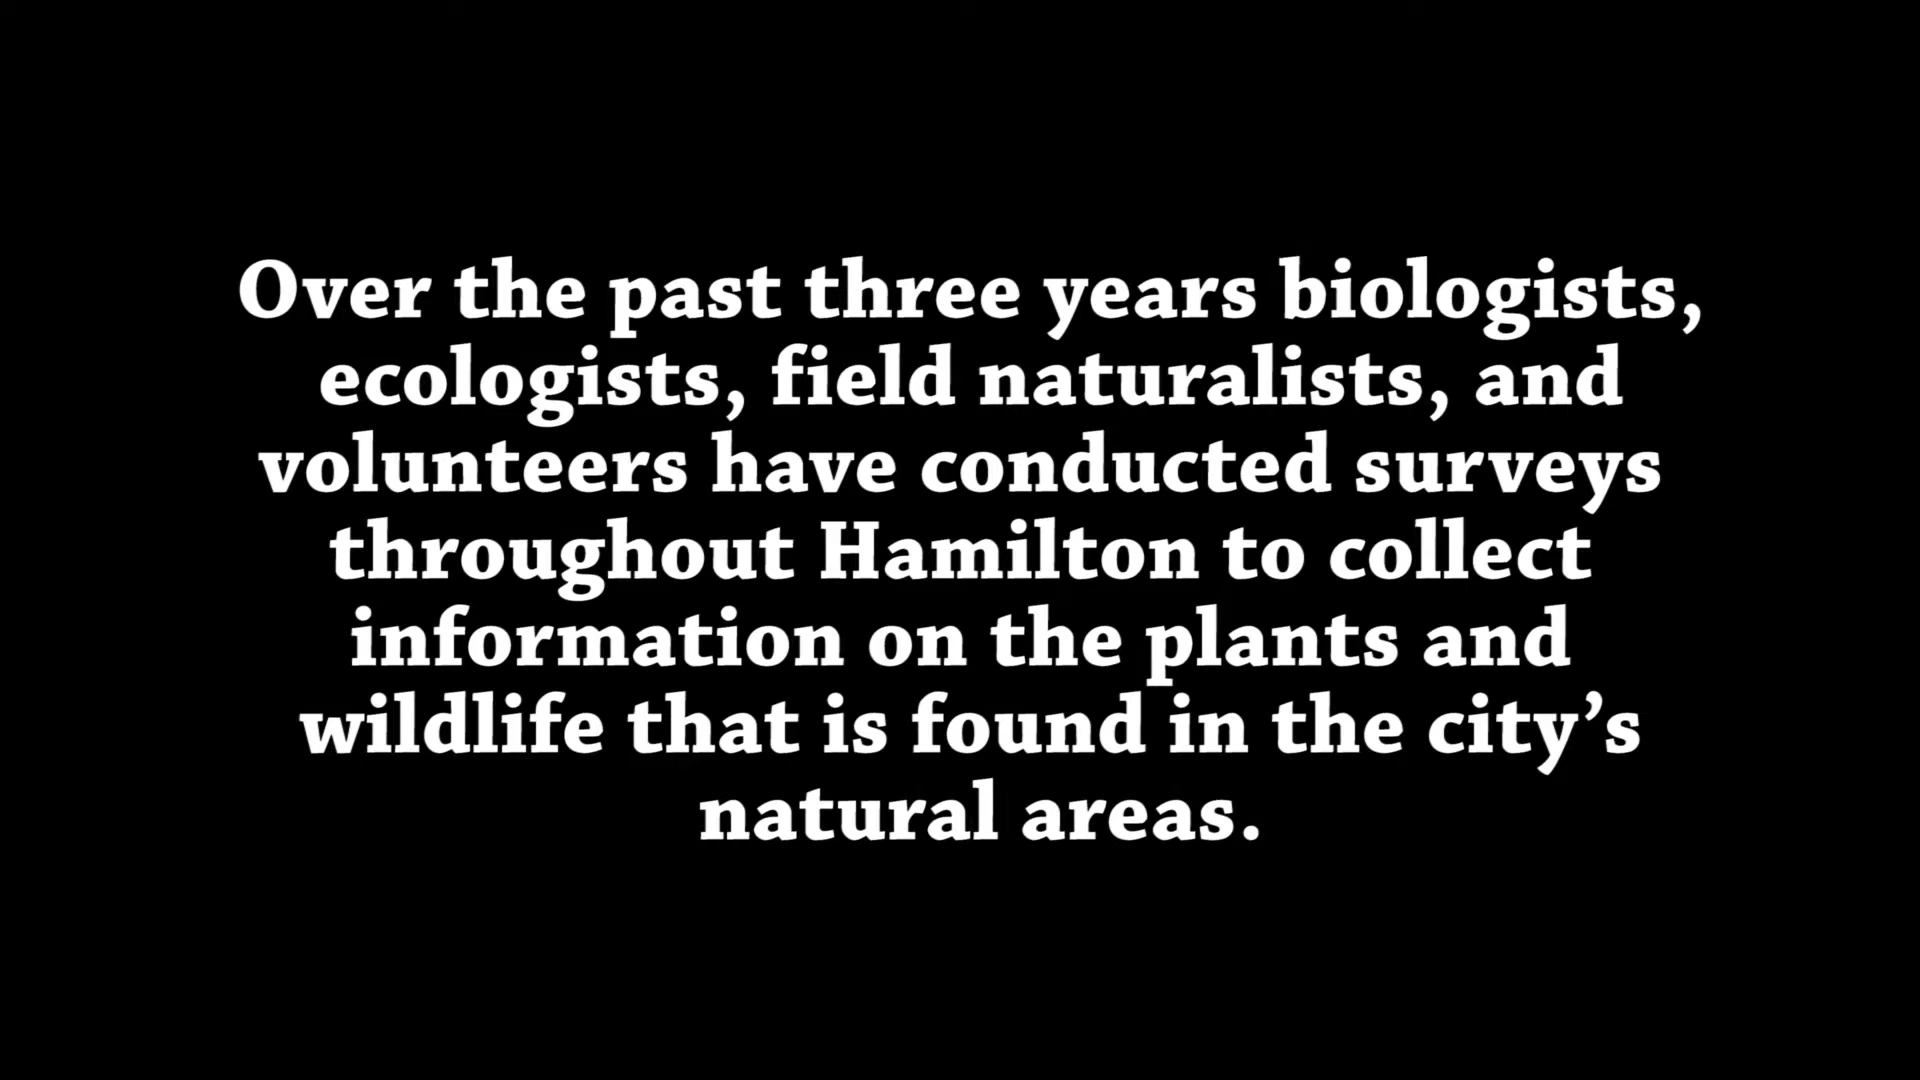 Over the past three years biologists,
ecologists, field naturalists, and
volunteers have conducted surveys
throughout Hamilton to collect
information on the plants and
wildlife that is found in the city’s
natural areas.